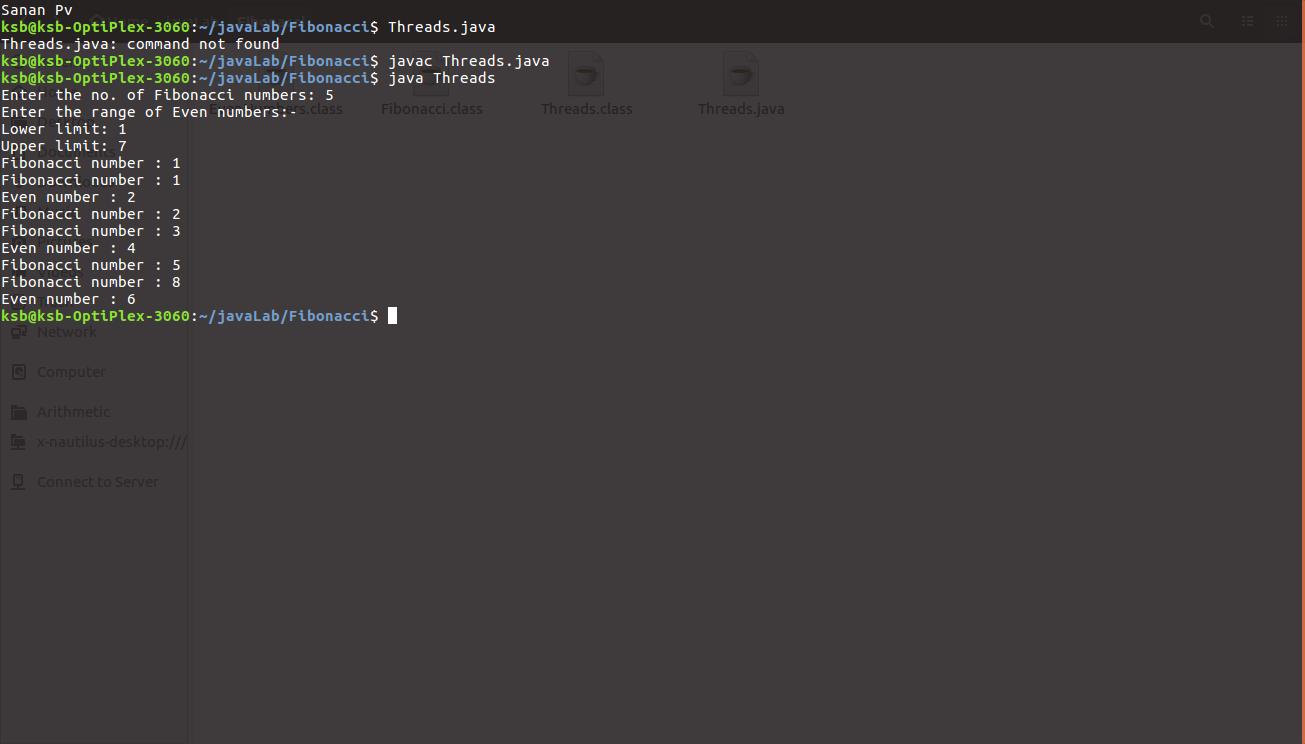 Sanan Pv
ksb@ksb-OptiPlex-3060:~/javaLab/Fibonacci$ Threads.java
Threads.java: command not found
ksb@ksb-OptiPlex-3060:~/javaLab/Fibonacci$ javac Threads.java
ksb@ksb-OptiPlex-3060:~/javaLab/Fibonacci$ java Threads
Enter the no. of Fibonacci numbers: 5
Enter the range of Even numbers:-
Lower limit: 1
Upper limit: 7
Fibonacci number : 1
Fibonacci number : 1
Even number : 2
Fibonacci number : 2
Fibonacci number : 3
Even number : 4
Fibonacci number : 5
Fibonacci number : 8
Even number : 6
ksb@ksb-OptiPlex-3060:~/javaLab/Fibonacci$
Fibonacci.class
Threads.class
Threads.java
Network
Computer
Arithmetic
x-nautilus-desktop:///
Connect to Server